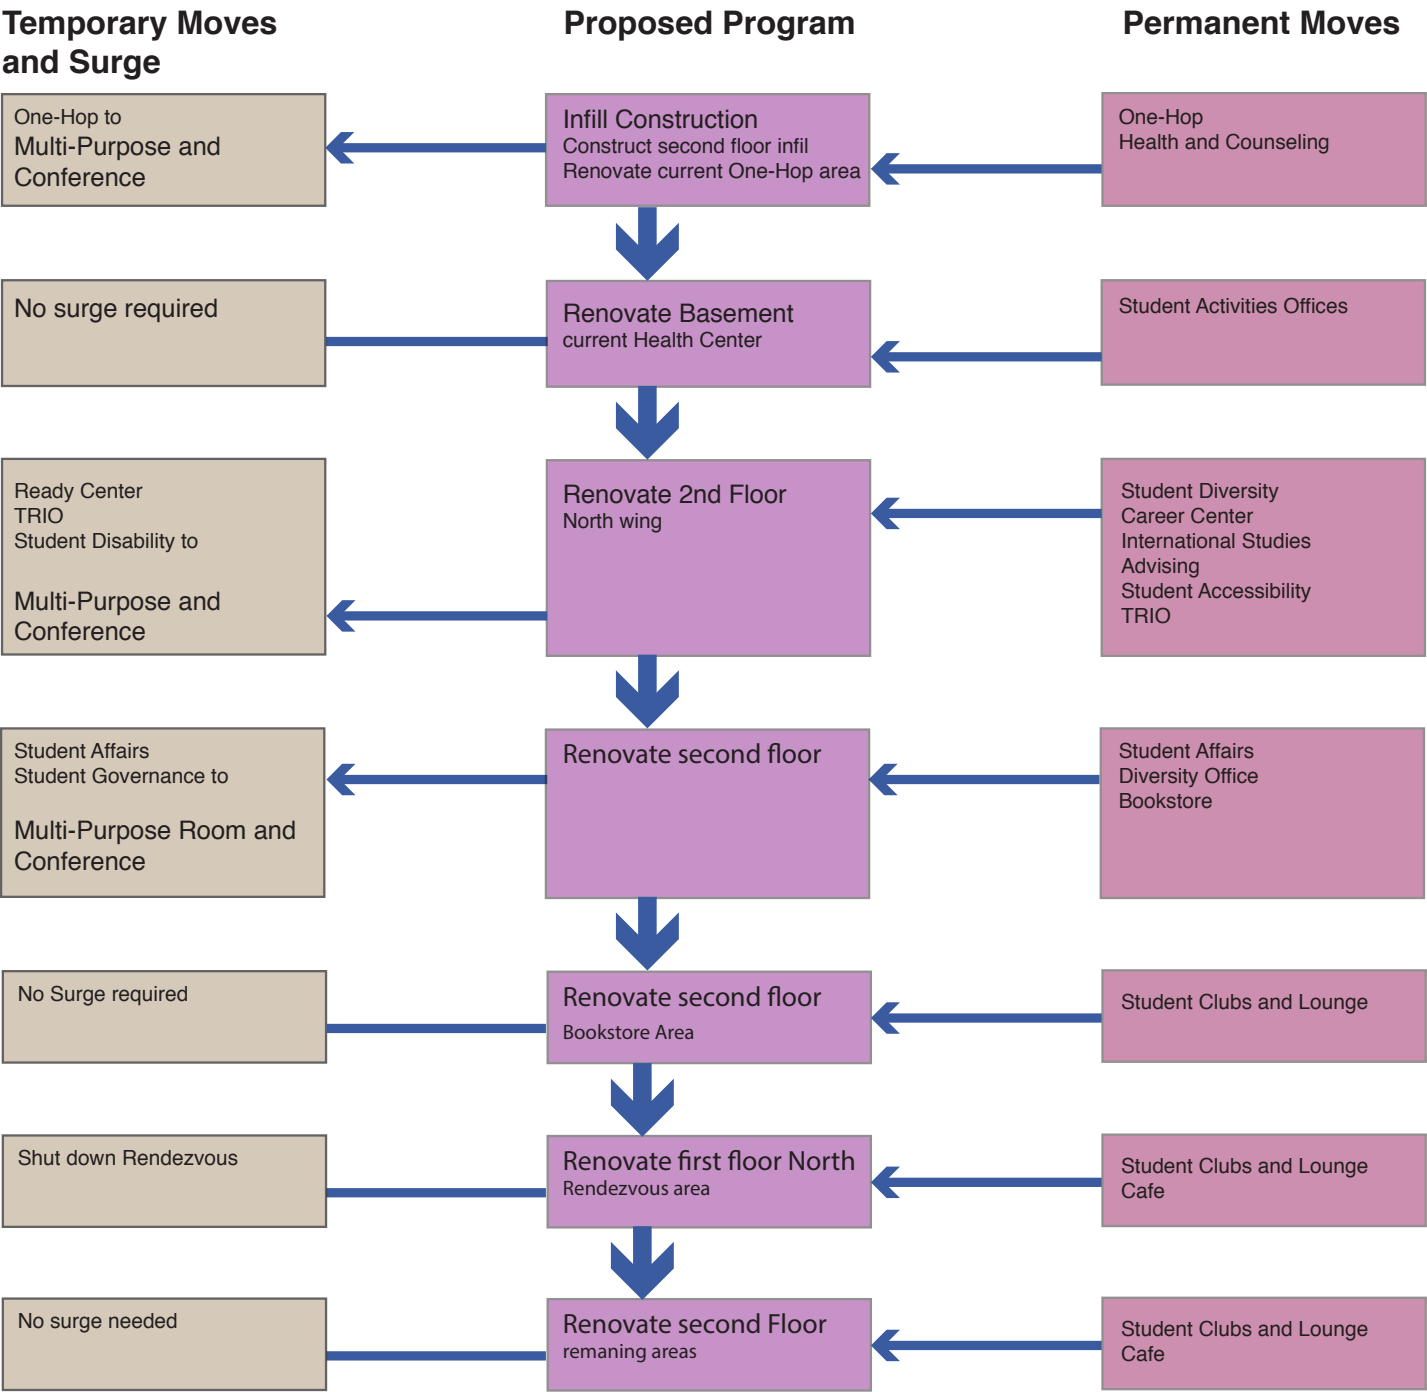 Temporary Moves
and Surge
Proposed Program
Permanent Moves
One-Hop to
Multi-Purpose and
Conference
Infill Construction
Construct second floor infil
Renovate current One-Hop area
One-Hop
Health and Counseling
No surge required
Renovate Basement
current Health Center
Student Activities Offices
Ready Center
TRIO
Student Disability to
Multi-Purpose and
Conference
Renovate 2nd Floor
North wing
Student Diversity
Career Center
International Studies
Advising
Student Accessibility
TRIO
Student Affairs
Student Governance to
Multi-Purpose Room and
Conference
Renovate second floor
Student Affairs
Diversity Office
Bookstore
No Surge required
Renovate second floor
Bookstore Area
Student Clubs and Lounge
Shut down Rendezvous
Renovate first floor North
Rendezvous area
Student Clubs and Lounge
Cafe
No surge needed
Renovate second Floor
remaning areas
Student Clubs and Lounge
Cafe